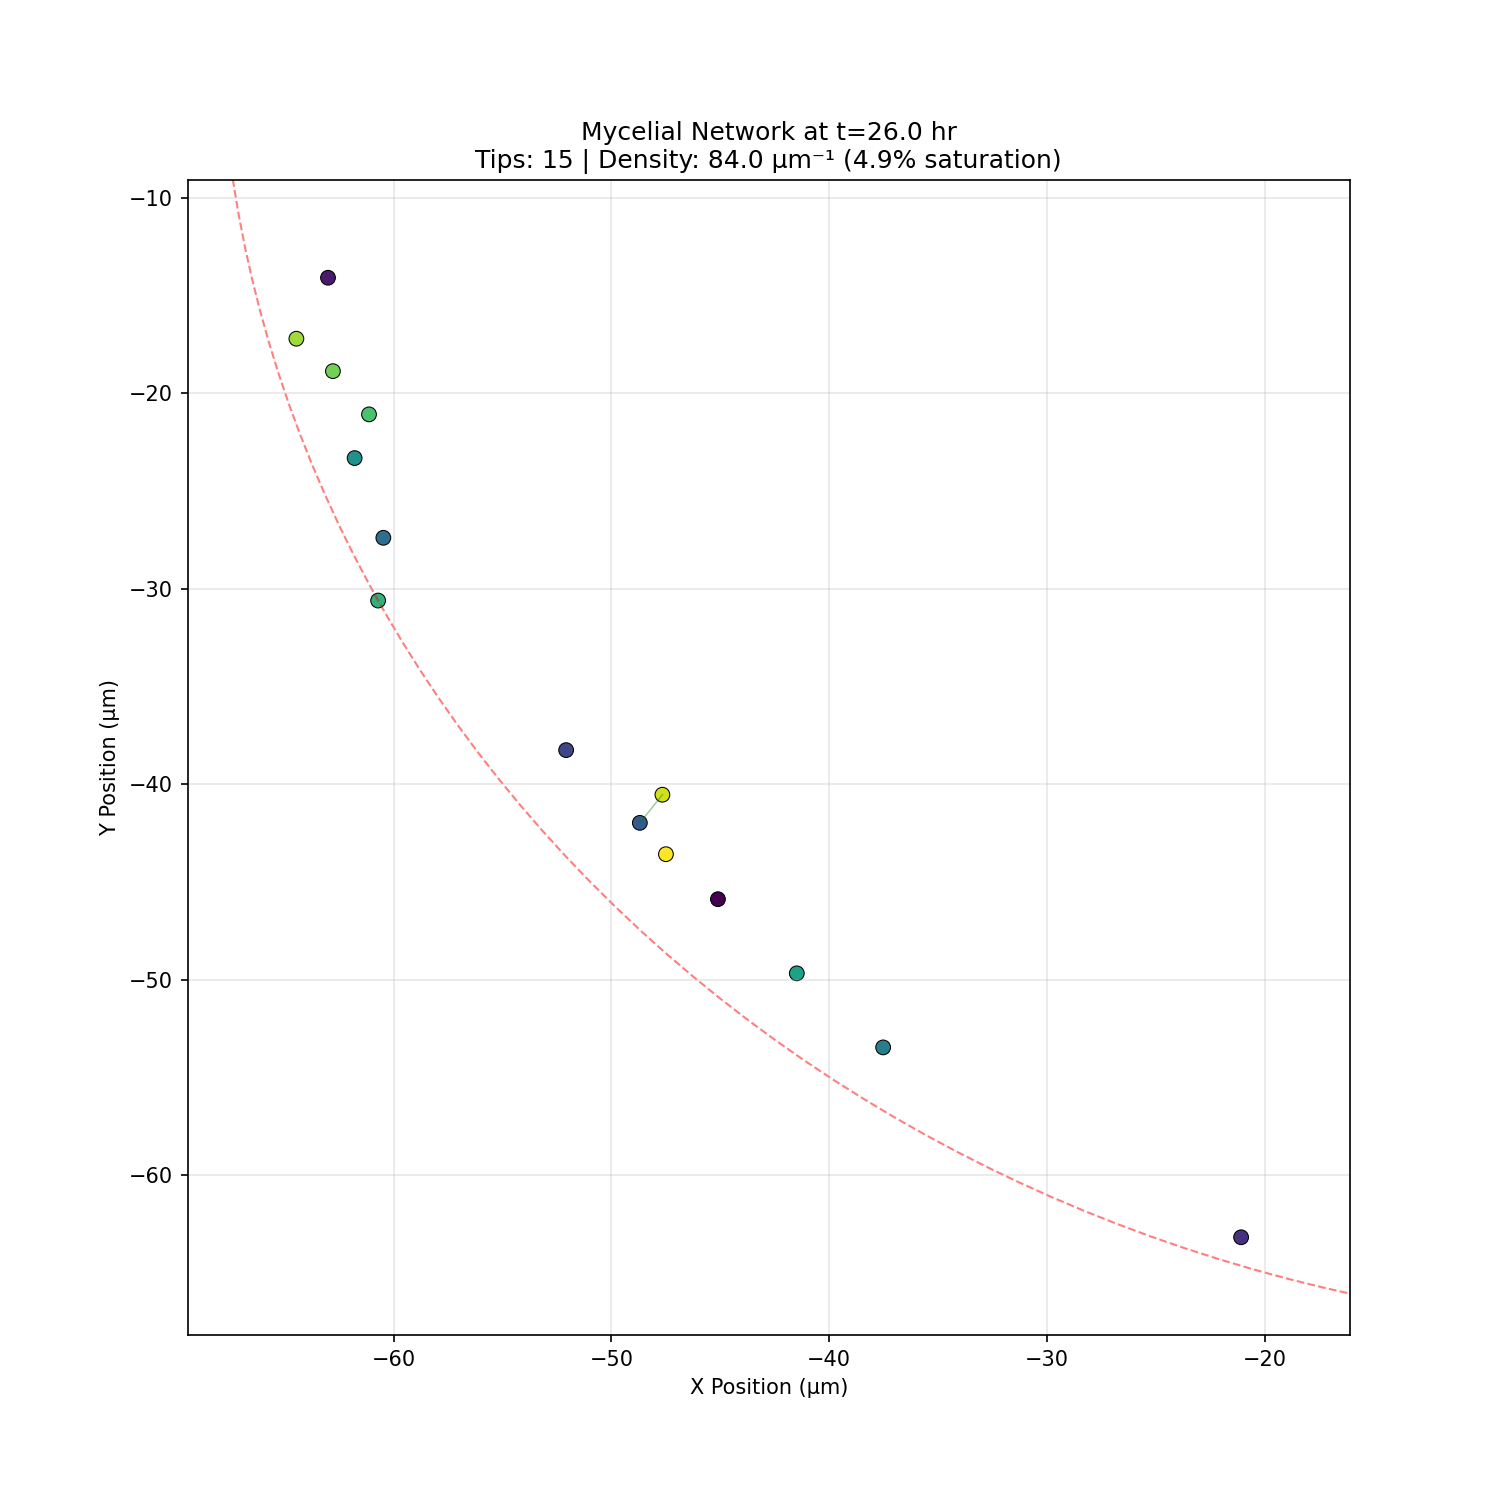 Mycelial Network at t=26.0 hr
Tips: 15 | Density: 84.0 µm⁻¹ (4.9% saturation)
−10
−20
−30
−40
−50
−60
Y Position (µm)
−60
−50
−40
−30
−20
X Position (µm)